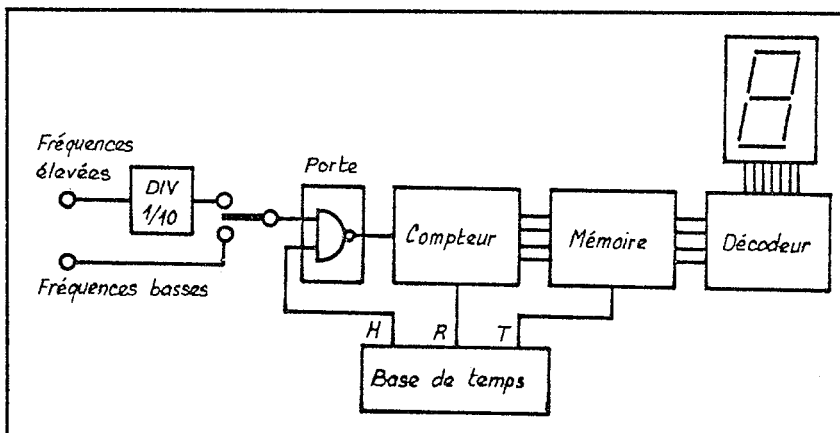 Fréquences
élevées
DIV
1/10
Fréquences basses
Porte
Compteur
Mémoire
Décodeur
H
R
T
Base de temps